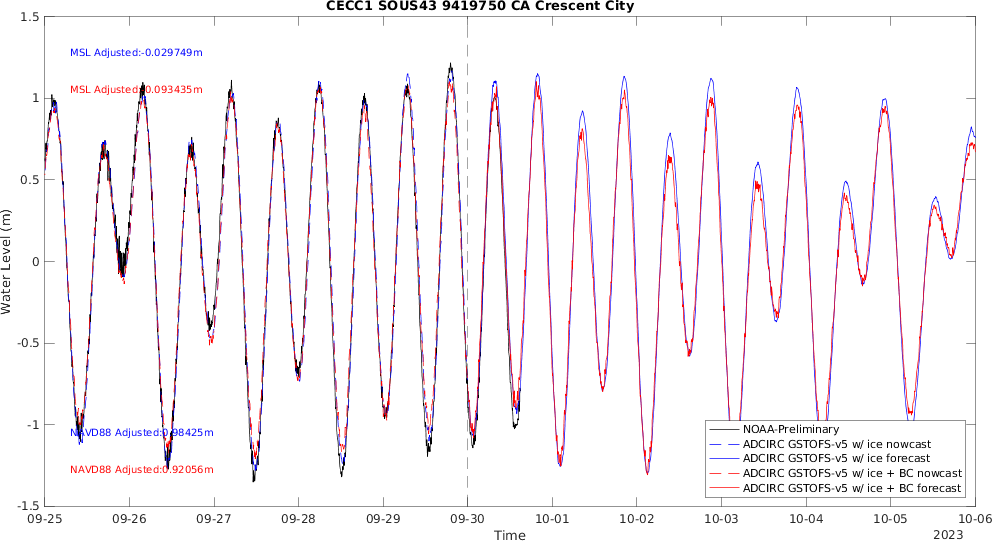 CECC1 SOUS43 9419750 CA Crescent City
1.5
MSL Adjusted:-0.029749m
MSL Adjusted:-0.093435m
1
0.5
0
-0.5
-1
-1.5
Water Level (m)
NAVD88 Adjusted:0.98425m
NAVD88 Adjusted:0.92056m
NOAA-Preliminary
ADCIRC GSTOFS-v5 w/ ice nowcast
ADCIRC GSTOFS-v5 w/ ice forecast
ADCIRC GSTOFS-v5 w/ ice + BC nowcast
ADCIRC GSTOFS-v5 w/ ice + BC forecast
09-25 09-26 09-27 09-28 09-29 09-30 10-01 10-02 10-03 10-04 10-05 10-06
Time
2023